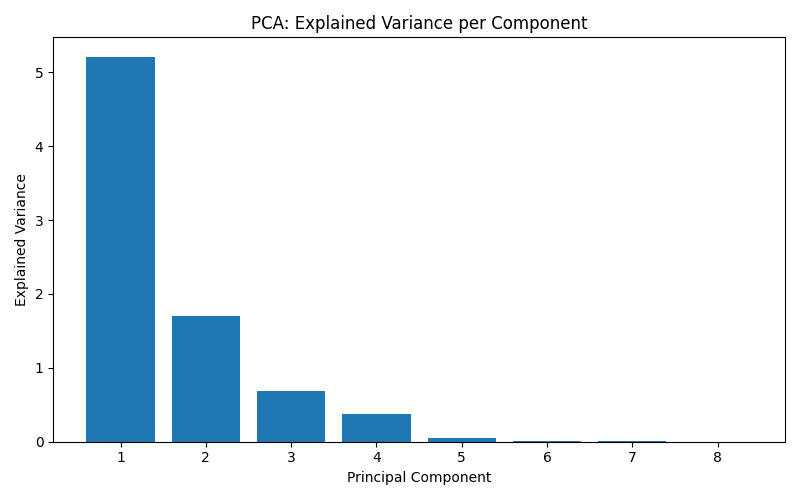 PCA: Explained Variance per Component
5
4
3
2
1
0
Explained Variance
1 2 3 4 5 6 7 8
Principal Component